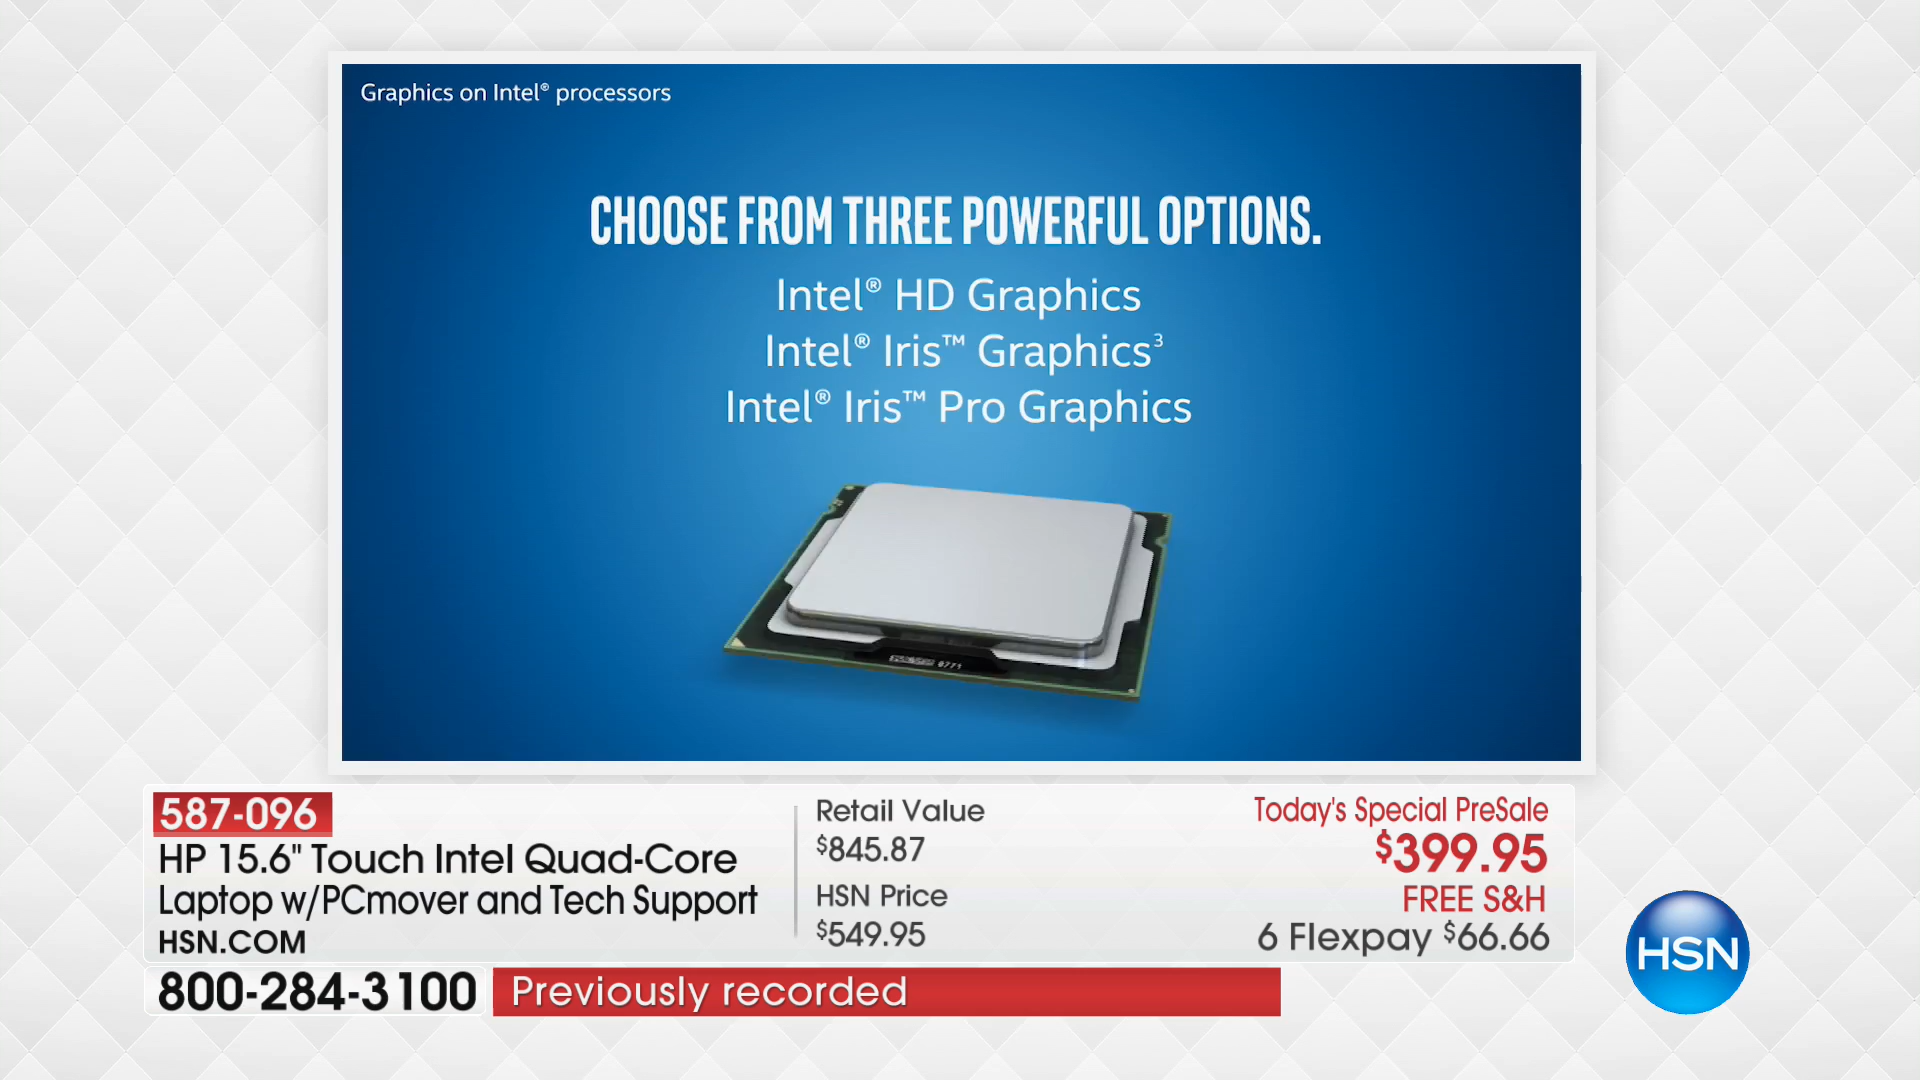 Graphics on Intel® processors
CHOOSE FROM THREE POWERFUL OPTIONS.
Intel® HD Graphics
Intel® Iris™ Graphics³
Intel® Iris™ Pro Graphics
0771
587-096
HP 15.6" Touch Intel Quad-Core
Laptop w/PCmover and Tech Support
HSN.COM
800-284-3100
Previously recorded
Retail Value
$845.87
HSN Price
$549.95
Today's Special PreSale
$399.95
FREE S&H
6 Flexpay $66.66
HSN